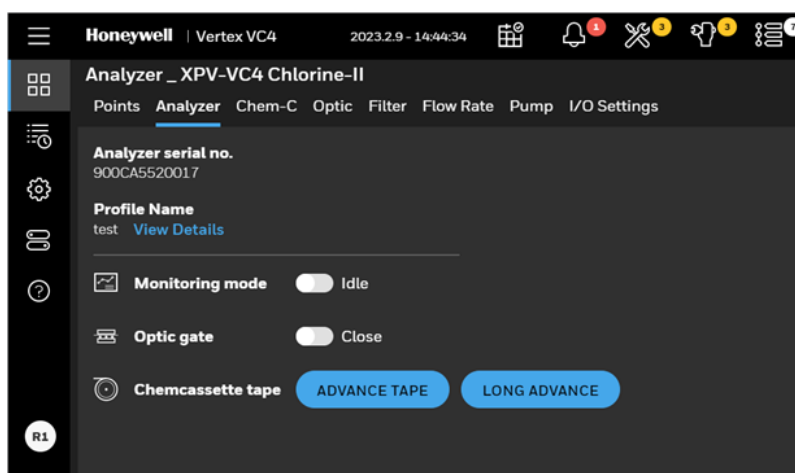 Honeywell | Vertex VC4 2023.2.9 - 14:44:34 1 3 3 7
Analyzer _ XPV-VC4 Chlorine-II
Points Analyzer Chem-C Optic Filter Flow Rate Pump I/O Settings
Analyzer serial no.
900CA5520017
Profile Name
test View Details
Monitoring mode Idle
Optic gate Close
Chemcassette tape ADVANCE TAPE LONG ADVANCE
R1